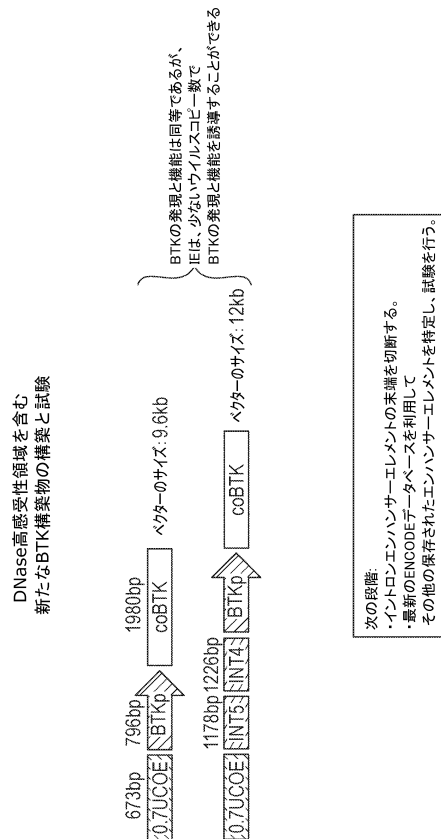 DNase高感受性領域を含む
新たなBTK構築物の構築と試験
673bp
796bp
1980bp
0.7UCOE
BTKp
coBTK
ベクターのサイズ: 9.6kb
1178bp
1226bp
0.7UCOE
INT5
INT4
BTKp
coBTK
ベクターのサイズ: 12kb
BTKの発現と機能は同等であるが、
IEは、少ないウイルスコピー数で
BTKの発現と機能を誘導することができる
次の段階:
・イントロンエンハンサーエレメントの末端を切断する。
・最新のENCODEデータベースを利用して
その他の保存されたエンハンサーエレメントを特定し、試験を行う。